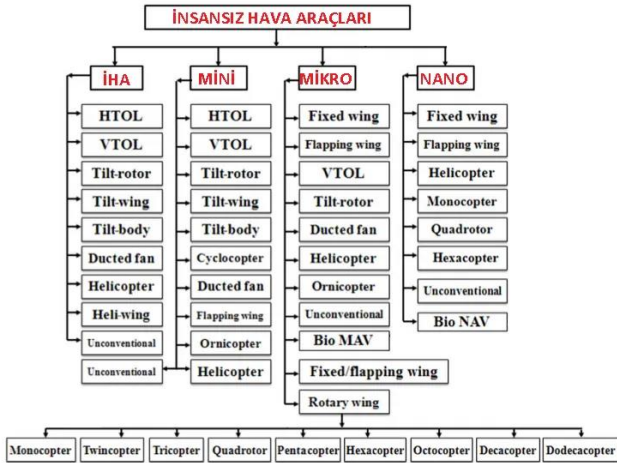 İNSANSIZ HAVA ARAÇLARI
İHA
HTOL
VTOL
Tilt-rotor
Tilt-wing
Tilt-body
Ducted fan
Helicopter
Heli-wing
Unconventional
Unconventional
MİNİ
HTOL
VTOL
Tilt-rotor
Tilt-wing
Tilt-body
Cyclocopter
Ducted fan
Flapping wing
Ornicopter
Helicopter
MİKRO
Fixed wing
Flapping wing
VTOL
Tilt-rotor
Ducted fan
Helicopter
Ornicopter
Unconventional
Bio MAV
Fixed/flapping wing
Rotary wing
NANO
Fixed wing
Flapping wing
Helicopter
Monocopter
Quadrotor
Hexacopter
Unconventional
Bio NAV
Monocopter
Twincopter
Tricopter
Quadrotor
Pentacopter
Hexacopter
Octocopter
Decacopter
Dodecacopter